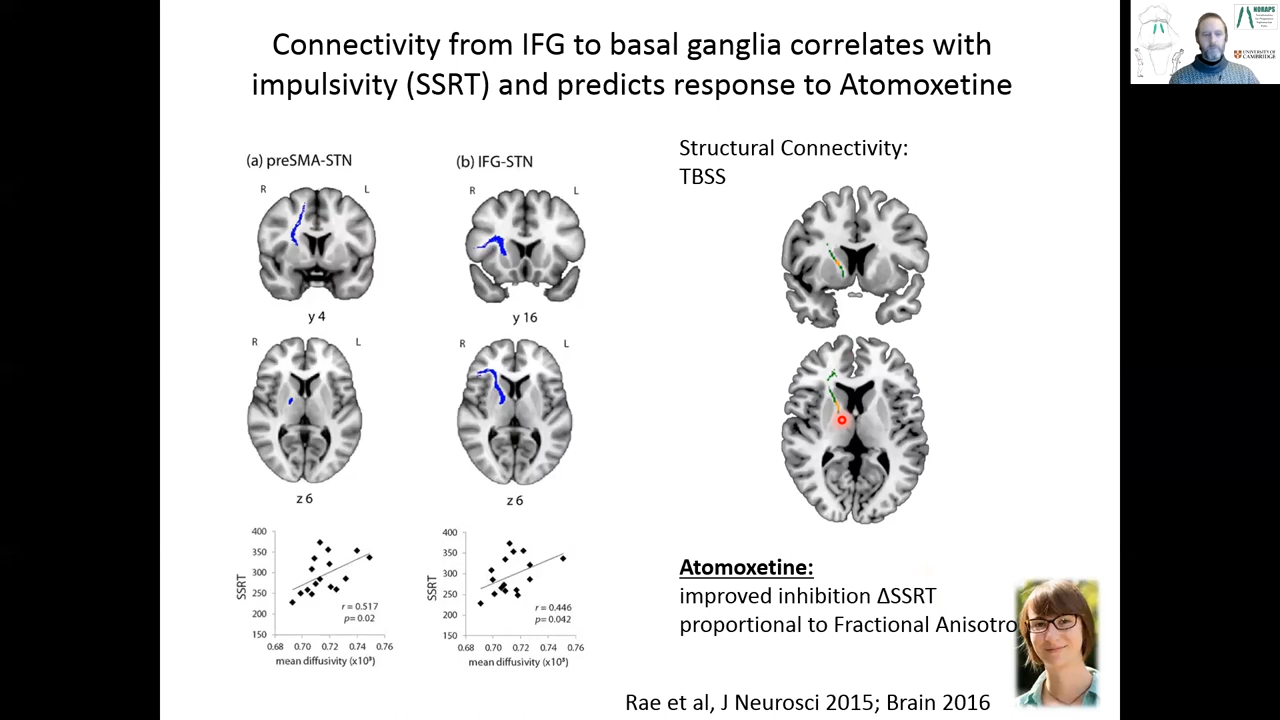 Connectivity from IFG to basal ganglia correlates with
impulsivity (SSRT) and predicts response to Atomoxetine
(a) preSMA-STN
(b) IFG-STN
R
L
R
L
y 4
y 16
R
L
R
L
z 6
z 6
400
350
300
250
200
150
SSRT
r = 0.517
p= 0.02
0.68 0.70 0.72 0.74 0.76
mean diffusivity (x10³)
400
350
300
250
200
150
SSRT
r = 0.446
p= 0.042
0.68 0.70 0.72 0.74 0.76
mean diffusivity (x10³)
Structural Connectivity:
TBSS
Atomoxetine:
improved inhibition ΔSSRT
proportional to Fractional Anisotro
Rae et al, J Neurosci 2015; Brain 2016
NORAPS
UNIVERSITY OF
CAMBRIDGE